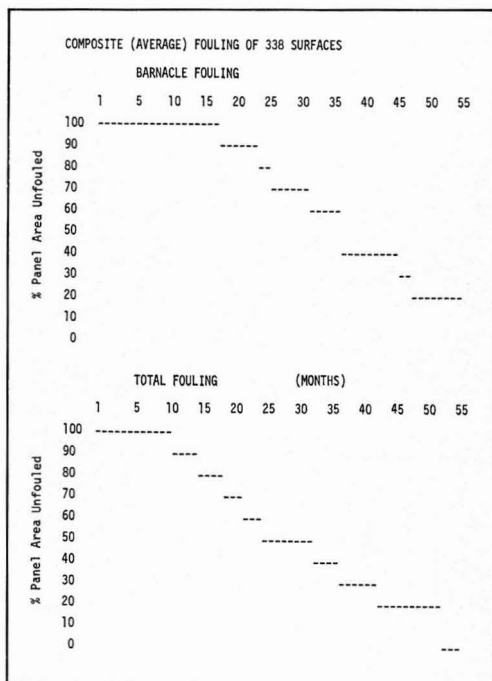 COMPOSITE (AVERAGE) FOULING OF 338 SURFACES
BARNACLE FOULING
1 5 10 15 20 25 30 35 40 45 50 55
% Panel Area Unfouled
100
90
80
70
60
40
30
20
10
0
TOTAL FOULING (MONTHS)
1 5 10 15 20 25 30 35 40 45 50 55
% Panel Area Unfouled
100
90
80
70
60
50
40
30
20
0